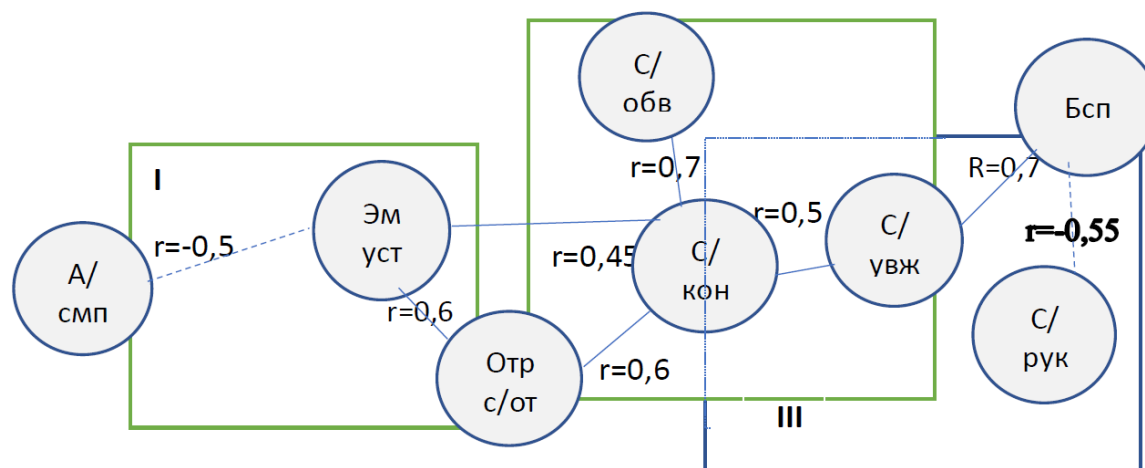 С/
обв
Бсп
I
r=0,7
R=0,7
Эм
уст
r=-0,5
r=0,5
С/
увж
r=-0,55
А/
смп
r=0,45
С/
кон
r=0,6
С/
рук
Отр
с/от
r=0,6
III